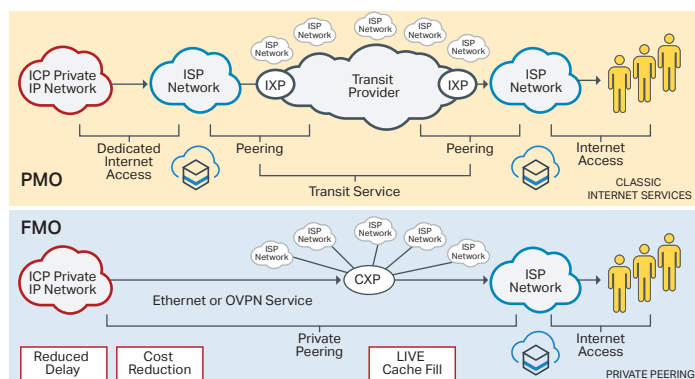 ISP
Network
ISP
Network
ISP
Network
ISP
Network
ISP
Network
ICP Private
IP Network
ISP
Network
IXP
Transit
Provider
IXP
ISP
Network
Dedicated
Internet
Access
Peering
Peering
Internet
Access
Transit Service
PMO
CLASSIC
INTERNET SERVICES
FMO
ISP
Network
ISP
Network
ISP
Network
ISP
Network
ISP
Network
ICP Private
IP Network
CXP
ISP
Network
Ethernet or OVPN Service
Private
Peering
Internet
Access
Reduced
Delay
Cost
Reduction
LIVE
Cache Fill
PRIVATE PEERING